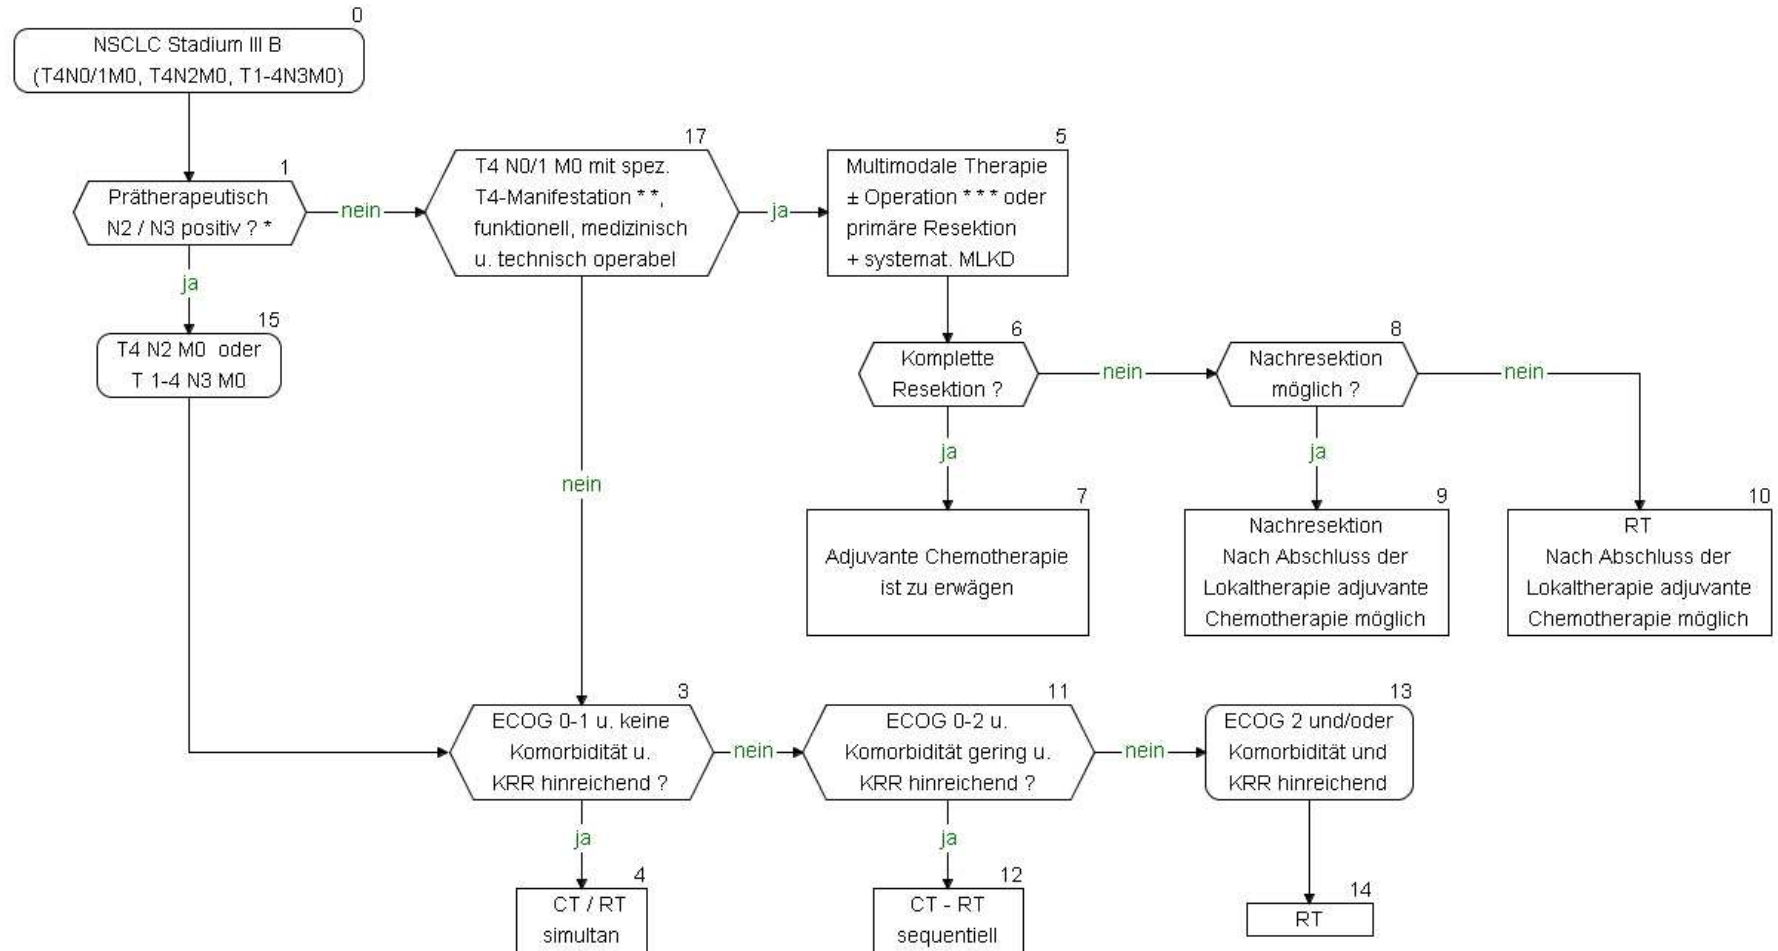 0
NSCLC Stadium III B
(T4N0/1M0, T4N2M0, T1-4N3M0)
1
Prätherapeutisch
N2 / N3 positiv ? *
nein
ja
17
T4 N0/1 M0 mit spez.
T4-Manifestation * *,
funktionell, medizinisch
u. technisch operabel
ja
nein
5
Multimodale Therapie
± Operation * * * oder
primäre Resektion
+ systemat. MLKD
15
T4 N2 M0 oder
T 1-4 N3 M0
6
Komplette
Resektion ?
nein
ja
8
Nachresektion
möglich ?
nein
ja
7
Adjuvante Chemotherapie
ist zu erwägen
9
Nachresektion
Nach Abschluss der
Lokaltherapie adjuvante
Chemotherapie möglich
10
RT
Nach Abschluss der
Lokaltherapie adjuvante
Chemotherapie möglich
3
ECOG 0-1 u. keine
Komorbidität u.
KRR hinreichend ?
nein
ja
11
ECOG 0-2 u.
Komorbidität gering u.
KRR hinreichend ?
nein
ja
13
ECOG 2 und/oder
Komorbidität und
KRR hinreichend
4
CT / RT
simultan
12
CT - RT
sequentiell
14
RT